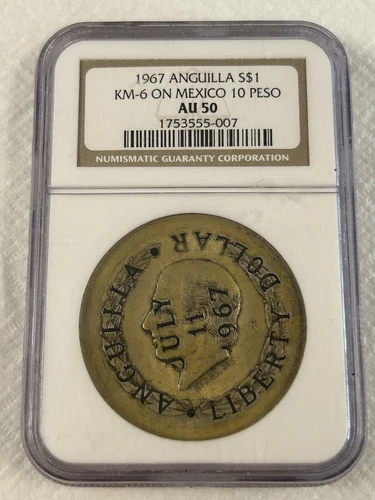 1967 ANGUILLA S$1
KM-6 ON MEXICO 10 PESO
AU 50
1753555-007
NUMISMATIC GUARANTY CORPORATION
ANGUILLA • LIBERTY DOLLAR •
JULY
11
1967